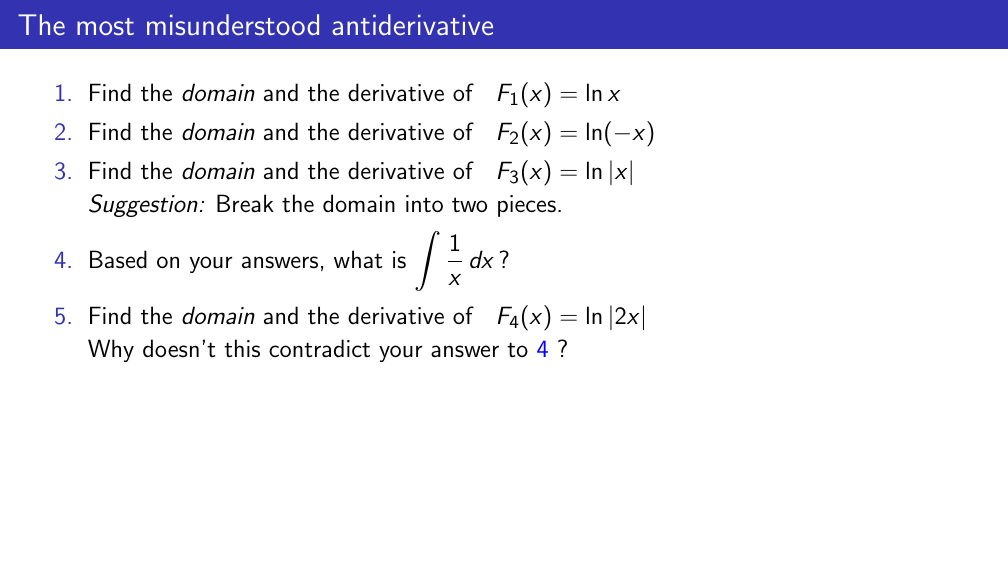 The most misunderstood antiderivative
1. Find the domain and the derivative of F₁(x) = ln x
2. Find the domain and the derivative of F₂(x) = ln(−x)
3. Find the domain and the derivative of F₃(x) = ln |x|
Suggestion: Break the domain into two pieces.
4. Based on your answers, what is ∫ 1/x dx ?
5. Find the domain and the derivative of F₄(x) = ln |2x|
Why doesn't this contradict your answer to 4 ?